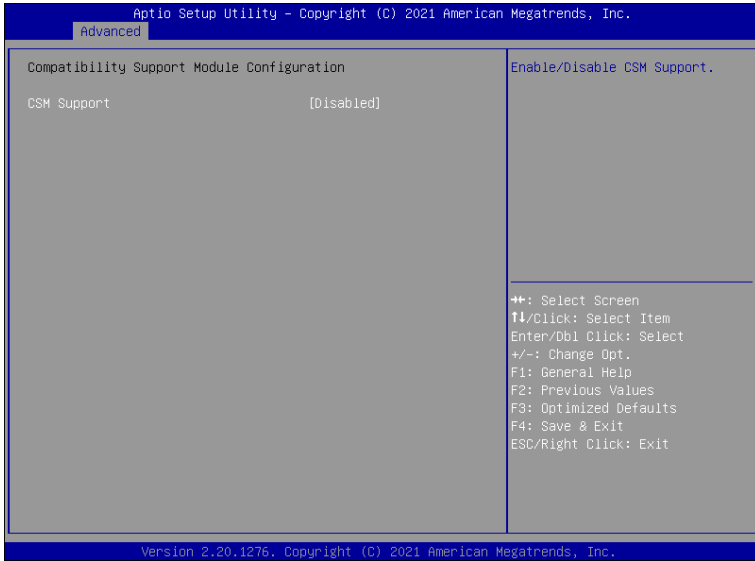 Aptio Setup Utility – Copyright (C) 2021 American Megatrends, Inc.
Advanced
Compatibility Support Module Configuration
CSM Support [Disabled]
Enable/Disable CSM Support.
→←: Select Screen
↑↓/Click: Select Item
Enter/Dbl Click: Select
+/-: Change Opt.
F1: General Help
F2: Previous Values
F3: Optimized Defaults
F4: Save & Exit
ESC/Right Click: Exit
Version 2.20.1276. Copyright (C) 2021 American Megatrends, Inc.